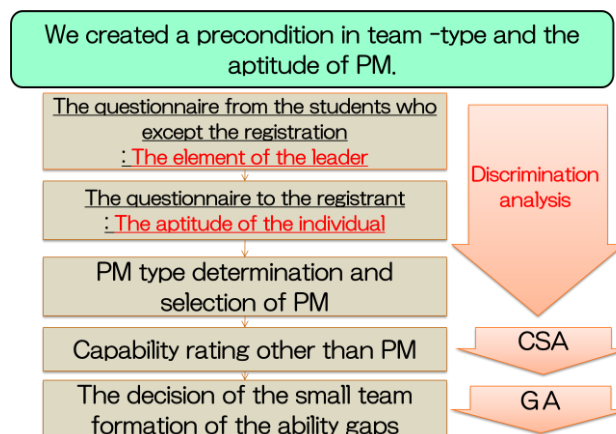 We created a precondition in team -type and the
aptitude of PM.
The questionnaire from the students who
except the registration
: The element of the leader
The questionnaire to the registrant
: The aptitude of the individual
Discrimination
analysis
PM type determination and
selection of PM
Capability rating other than PM
CSA
The decision of the small team
formation of the ability gaps
GA